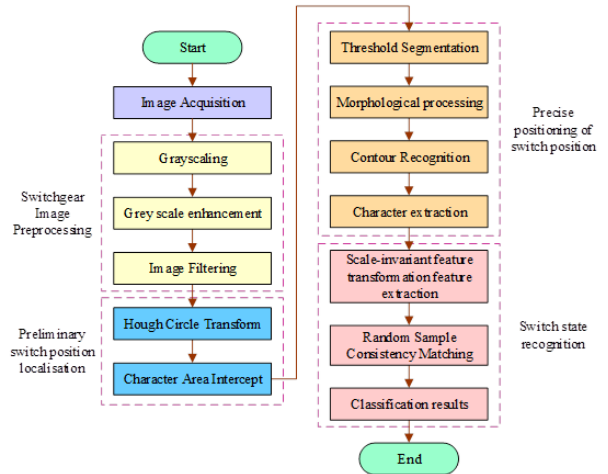 Start
Image Acquisition
Grayscaling
Grey scale enhancement
Image Filtering
Switchgear
Image
Preprocessing
Hough Circle Transform
Character Area Intercept
Preliminary
switch position
localisation
Threshold Segmentation
Morphological processing
Contour Recognition
Character extraction
Precise
positioning of
switch position
Scale-invariant feature
transformation feature
extraction
Random Sample
Consistency Matching
Classification results
Switch state
recognition
End